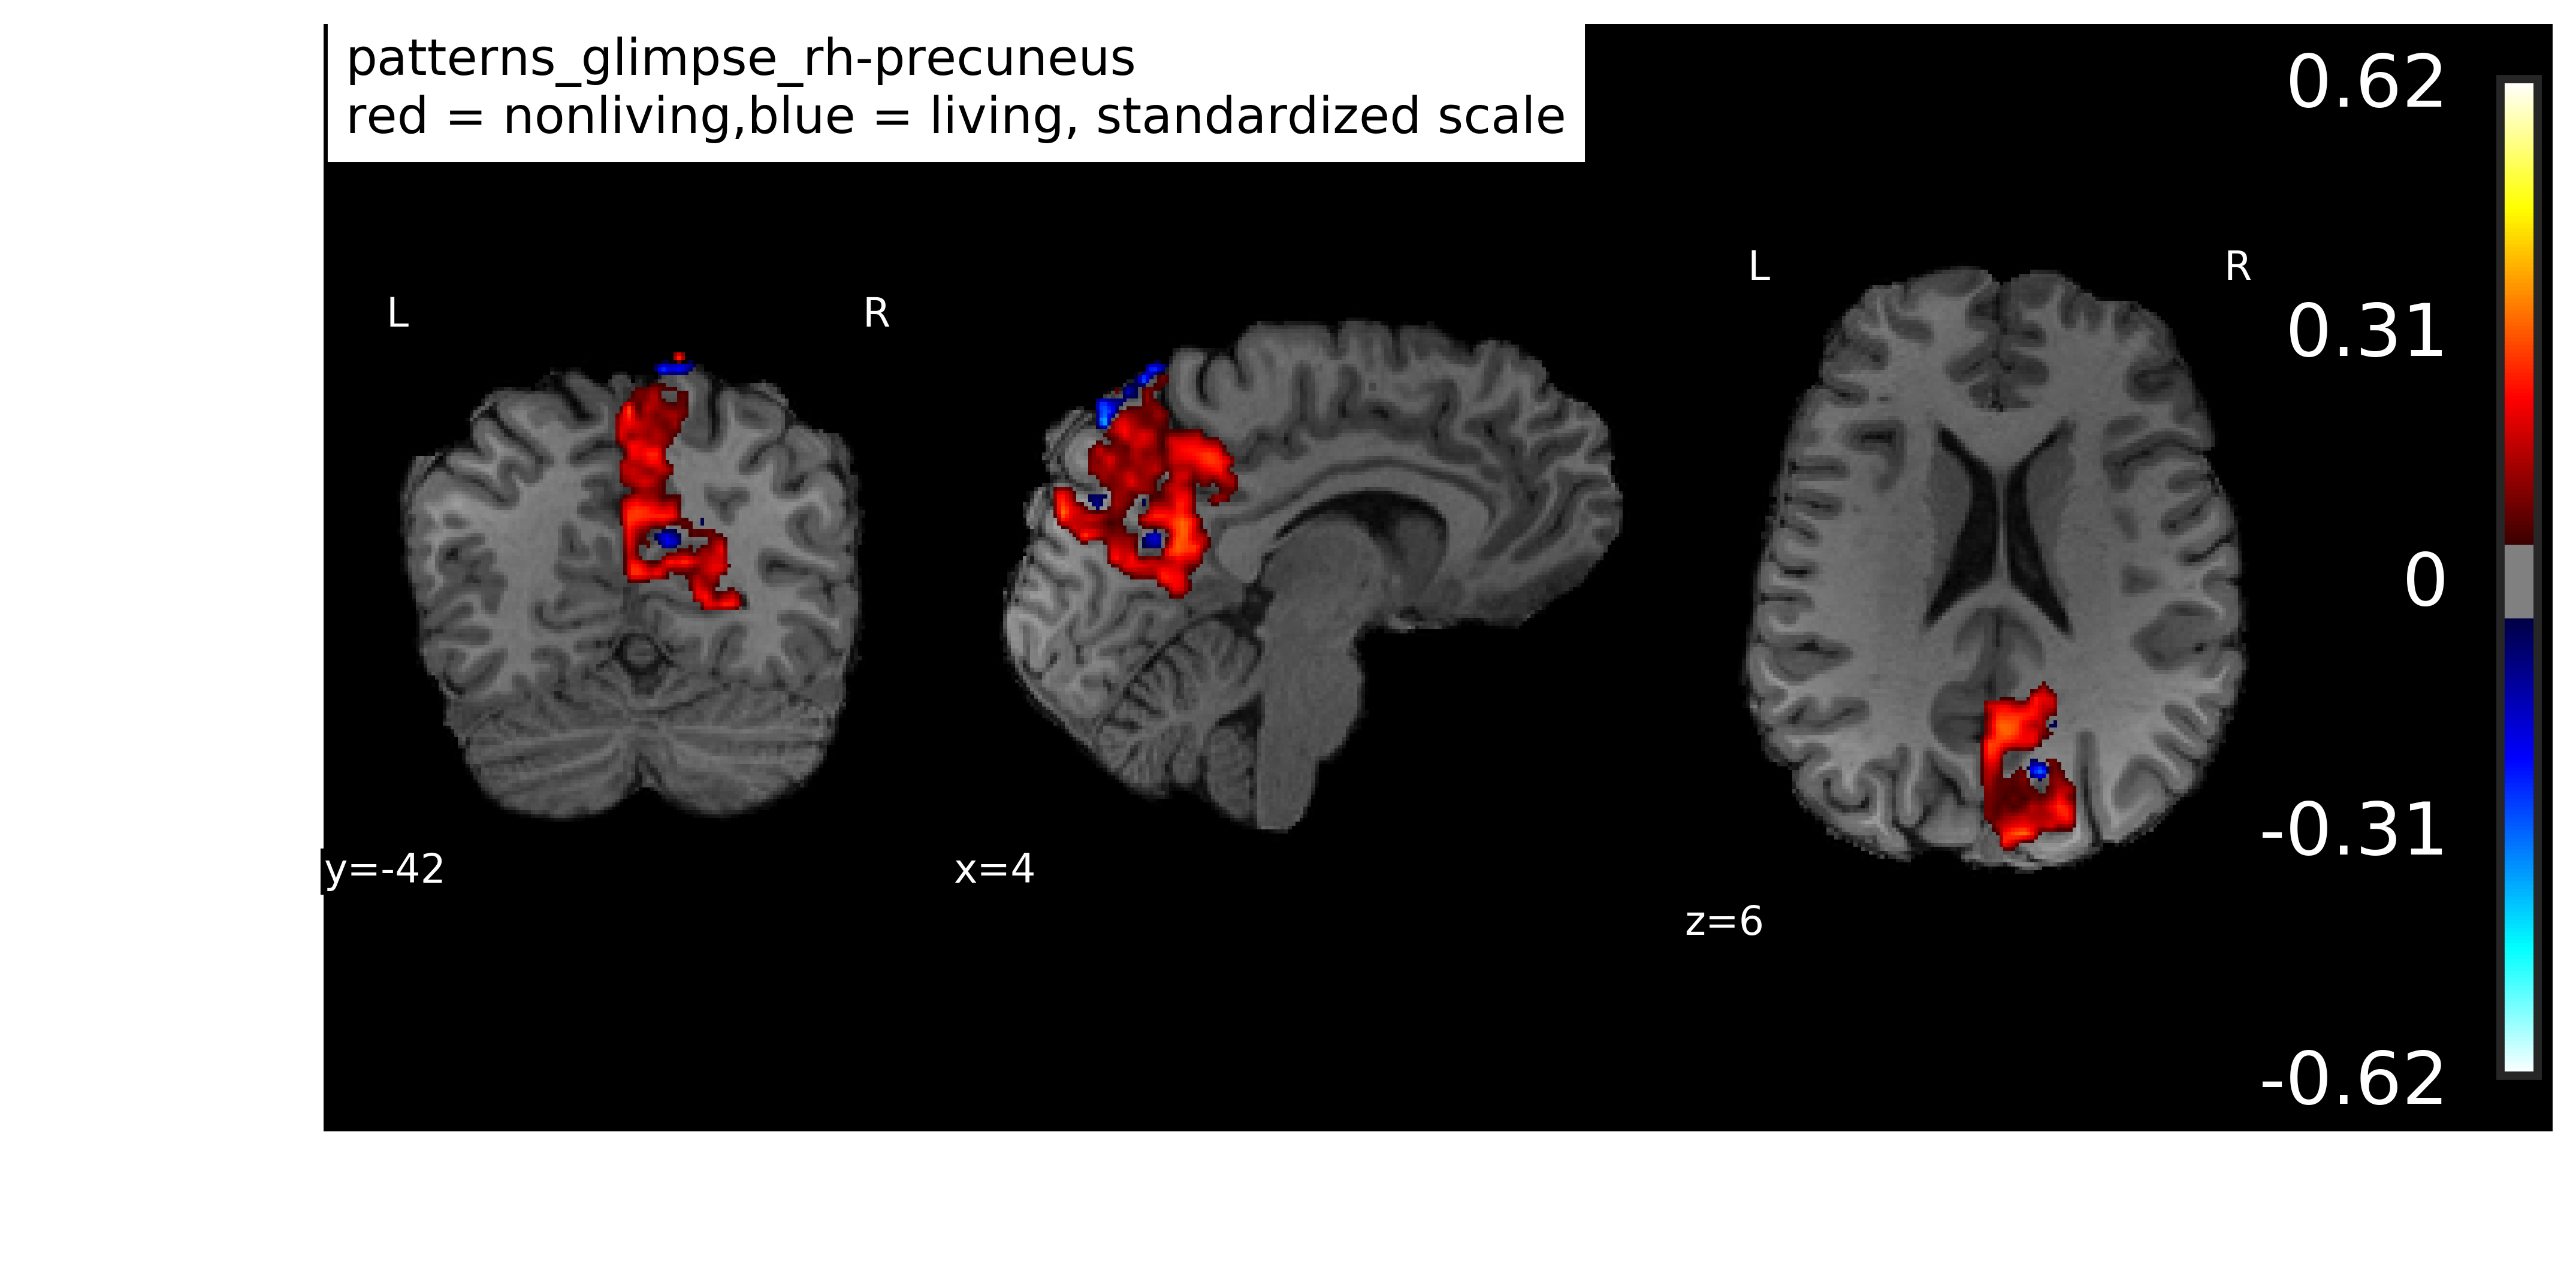 patterns_glimpse_rh-precuneus
red = nonliving,blue = living, standardized scale
L R
L R
y=-42
x=4
z=6
0.62
0.31
0
-0.31
-0.62